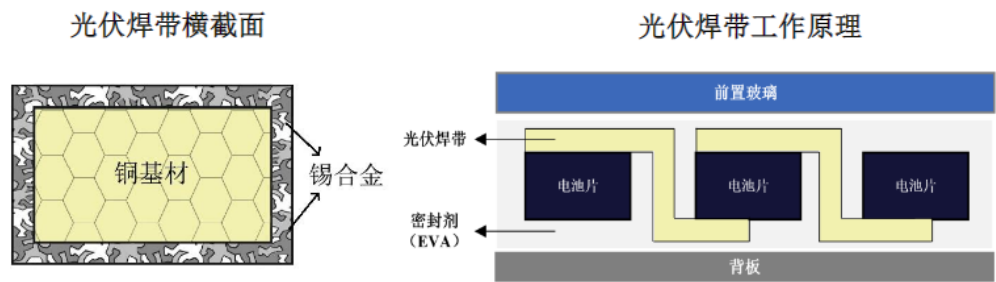 光伏焊带横截面
铜基材
锡合金
光伏焊带工作原理
前置玻璃
光伏焊带
电池片
电池片
电池片
密封剂
（EVA）
背板